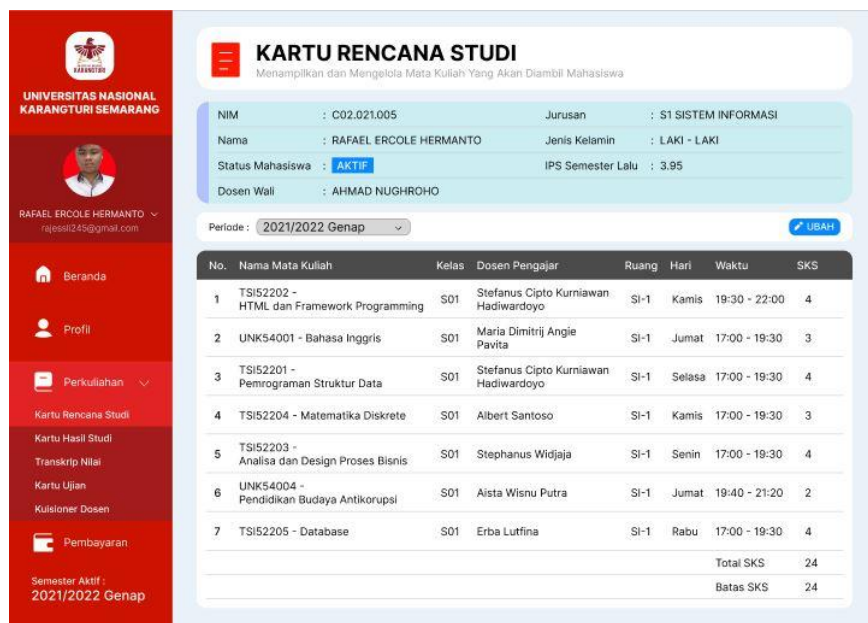 KARANGTURI
UNIVERSITAS NASIONAL
KARANGTURI SEMARANG
RAFAEL ERCOLE HERMANTO
rajessli245@gmail.com
Beranda
Profil
Perkuliahan
Kartu Rencana Studi
Kartu Hasil Studi
Transkrip Nilai
Kartu Ujian
Kuisioner Dosen
Pembayaran
Semester Aktif :
2021/2022 Genap
KARTU RENCANA STUDI
Menampilkan dan Mengelola Mata Kuliah Yang Akan Diambil Mahasiswa
NIM : C02.021.005 Jurusan : S1 SISTEM INFORMASI
Nama : RAFAEL ERCOLE HERMANTO Jenis Kelamin : LAKI - LAKI
Status Mahasiswa : AKTIF IPS Semester Lalu : 3.95
Dosen Wali : AHMAD NUGHROHO
Periode : 2021/2022 Genap UBAH
No. Nama Mata Kuliah Kelas Dosen Pengajar Ruang Hari Waktu SKS
1 TSI52202 - HTML dan Framework Programming S01 Stefanus Cipto Kurniawan Hadiwardoyo SI-1 Kamis 19:30 - 22:00 4
2 UNK54001 - Bahasa Inggris S01 Maria Dimitrij Angie Pavita SI-1 Jumat 17:00 - 19:30 3
3 TSI52201 - Pemrograman Struktur Data S01 Stefanus Cipto Kurniawan Hadiwardoyo SI-1 Selasa 17:00 - 19:30 4
4 TSI52204 - Matematika Diskrete S01 Albert Santoso SI-1 Kamis 17:00 - 19:30 3
5 TSI52203 - Analisa dan Design Proses Bisnis S01 Stephanus Widjaja SI-1 Senin 17:00 - 19:30 4
6 UNK54004 - Pendidikan Budaya Antikorupsi S01 Aista Wisnu Putra SI-1 Jumat 19:40 - 21:20 2
7 TSI52205 - Database S01 Erba Lutfina SI-1 Rabu 17:00 - 19:30 4
Total SKS 24
Batas SKS 24